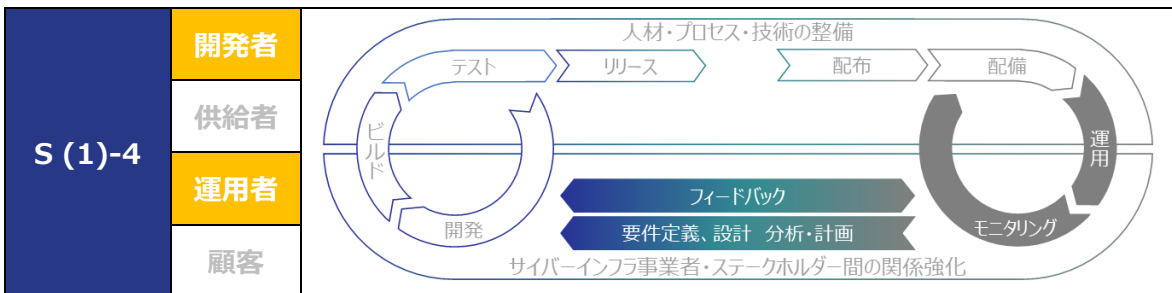 S (1)-4
開発者
供給者
運用者
顧客
人材・プロセス・技術の整備
テスト
リリース
配布
配備
ビルド
運用
開発
モニタリング
フィードバック
要件定義、設計 分析・計画
サイバーインフラ事業者・ステークホルダー間の関係強化